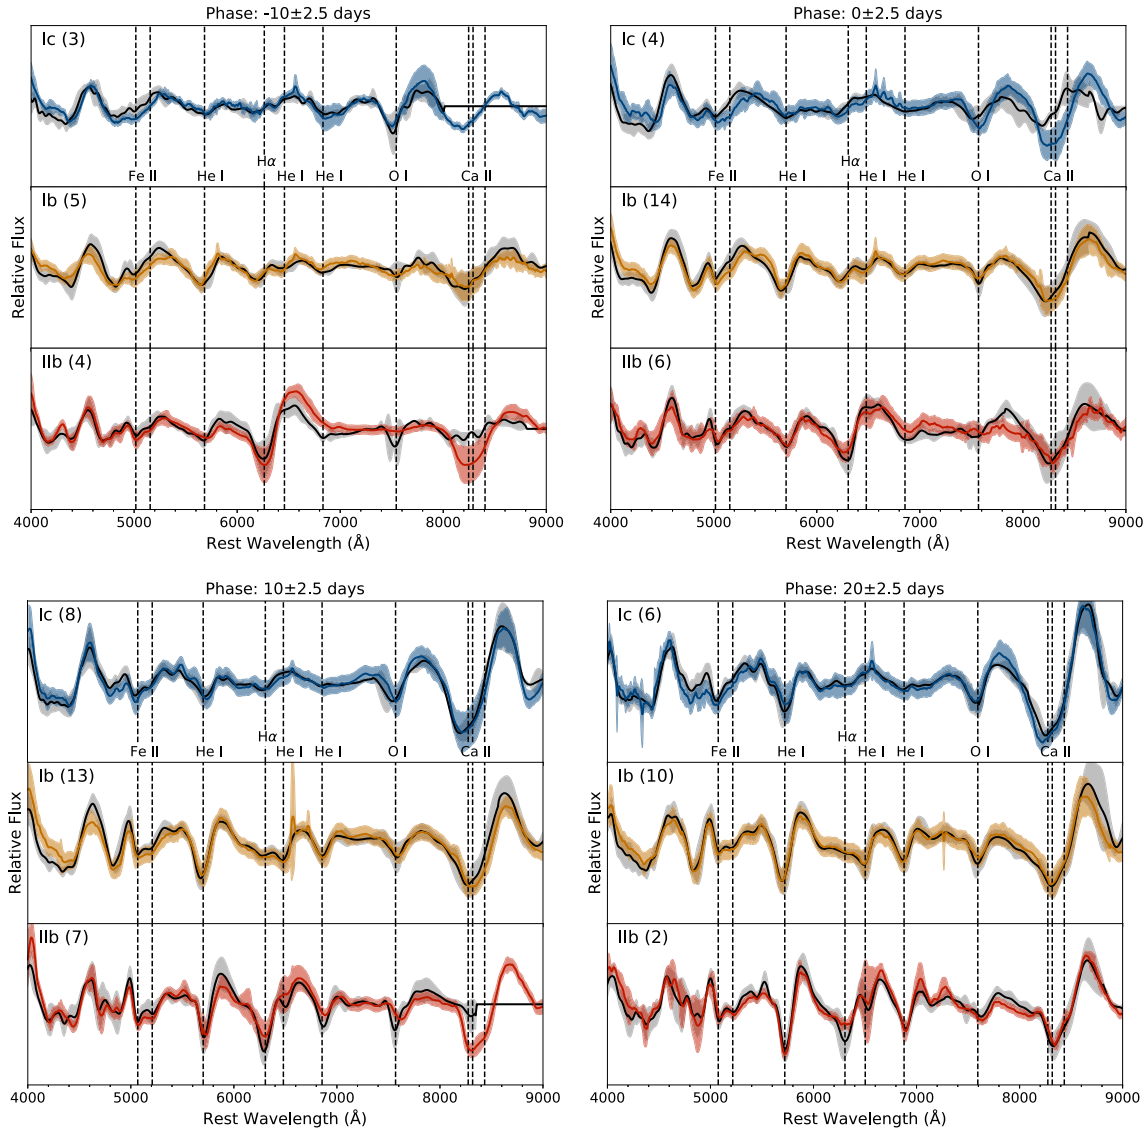 Phase: -10±2.5 days
Ic (3)
Hα
Fe II He I He I He I O I Ca II
Ib (5)
IIb (4)
Relative Flux
4000 5000 6000 7000 8000 9000
Rest Wavelength (Å)
Phase: 0±2.5 days
Ic (4)
Hα
Fe II He I He I He I O I Ca II
Ib (14)
IIb (6)
Relative Flux
4000 5000 6000 7000 8000 9000
Rest Wavelength (Å)
Phase: 10±2.5 days
Ic (8)
Hα
Fe II He I He I He I O I Ca II
Ib (13)
IIb (7)
Relative Flux
4000 5000 6000 7000 8000 9000
Rest Wavelength (Å)
Phase: 20±2.5 days
Ic (6)
Hα
Fe II He I He I He I O I Ca II
Ib (10)
IIb (2)
Relative Flux
4000 5000 6000 7000 8000 9000
Rest Wavelength (Å)